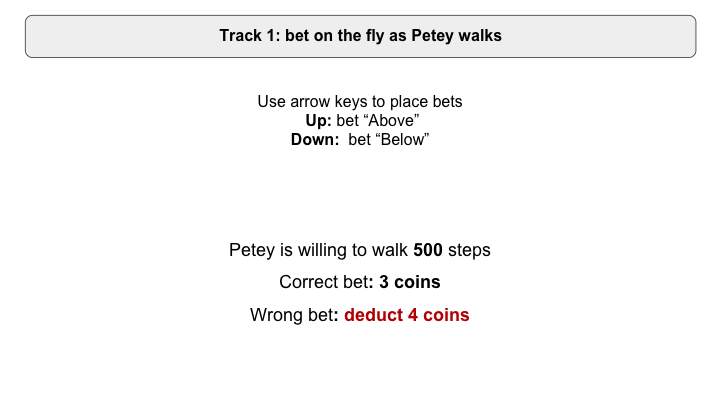 Track 1: bet on the fly as Petey walks
Use arrow keys to place bets
Up: bet “Above”
Down:  bet “Below”
Petey is willing to walk 500 steps
Correct bet: 3 coins
Wrong bet: deduct 4 coins